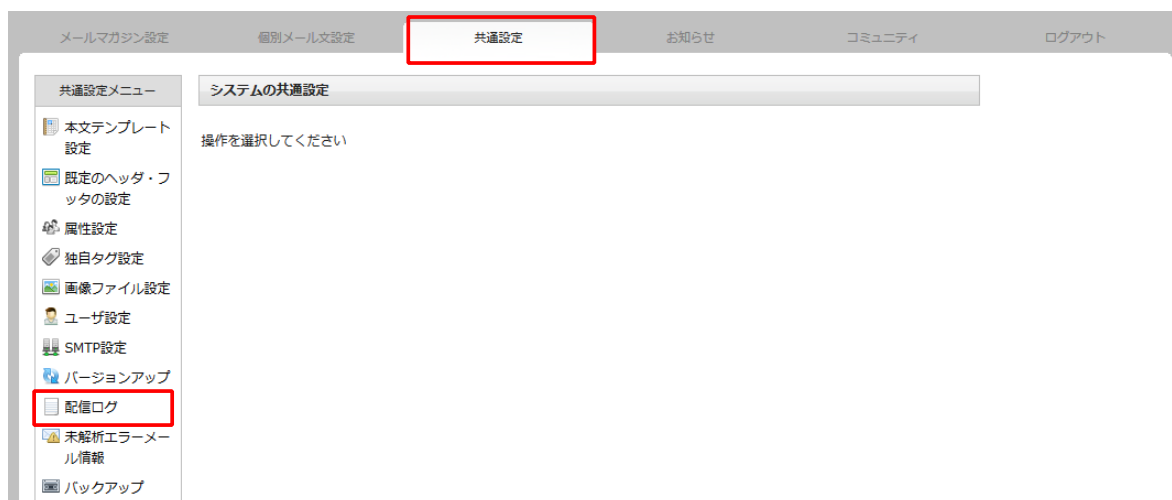 メールマガジン設定
個別メール文設定
共通設定
お知らせ
コミュニティ
ログアウト
共通設定メニュー
システムの共通設定
操作を選択してください
本文テンプレート
設定
既定のヘッダ・フ
ッタの設定
属性設定
独自タグ設定
画像ファイル設定
ユーザ設定
SMTP設定
バージョンアップ
配信ログ
未解析エラーメー
ル情報
バックアップ